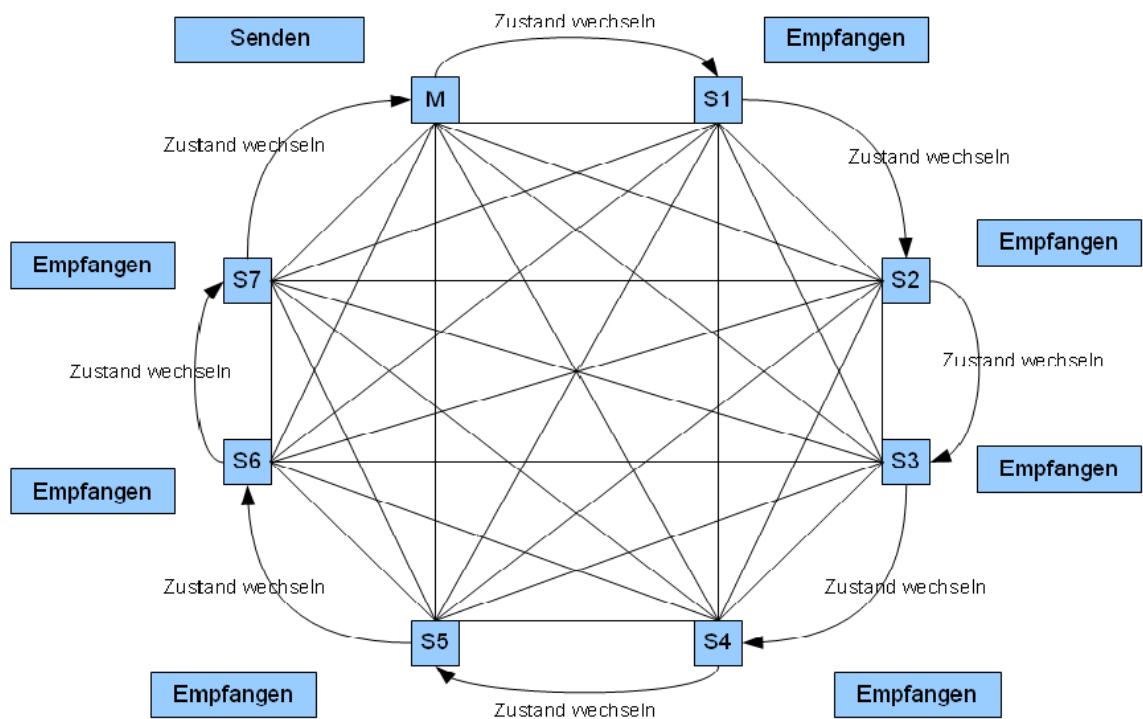 Zustand wechseln
Senden
Empfangen
M
S1
Zustand wechseln
Zustand wechseln
Empfangen
Empfangen
S7
S2
Zustand wechseln
Zustand wechseln
S6
S3
Empfangen
Empfangen
Zustand wechseln
Zustand wechseln
S5
S4
Empfangen
Empfangen
Zustand wechseln